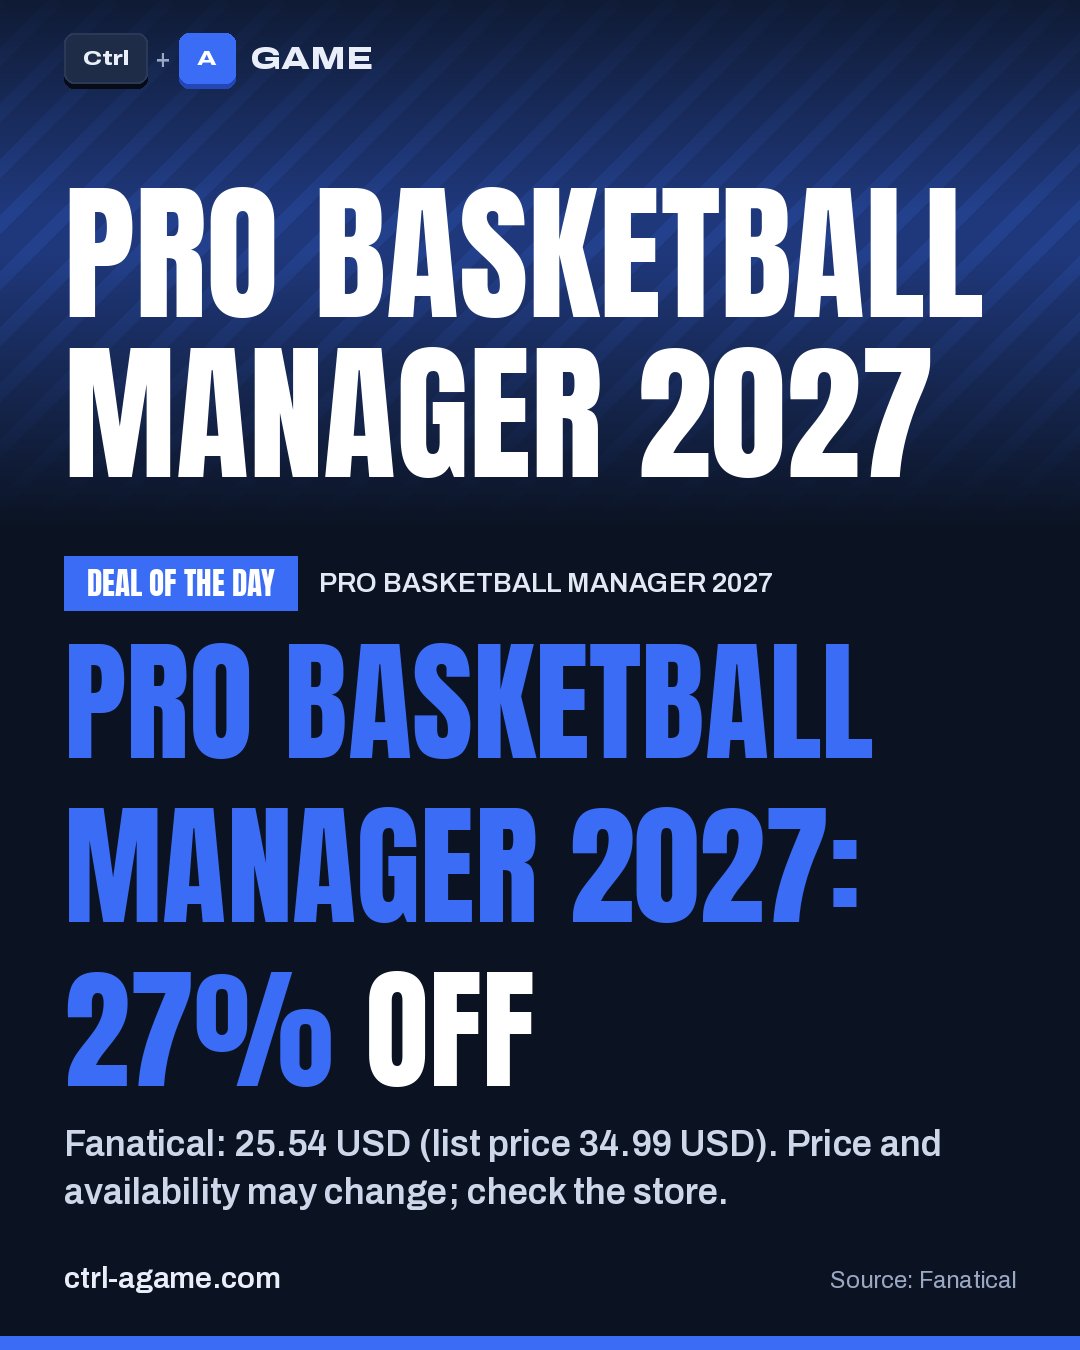 Ctrl + A GAME
PRO BASKETBALL
MANAGER 2027
DEAL OF THE DAY PRO BASKETBALL MANAGER 2027
PRO BASKETBALL
MANAGER 2027:
27% OFF
Fanatical: 25.54 USD (list price 34.99 USD). Price and
availability may change; check the store.
ctrl-agame.com Source: Fanatical